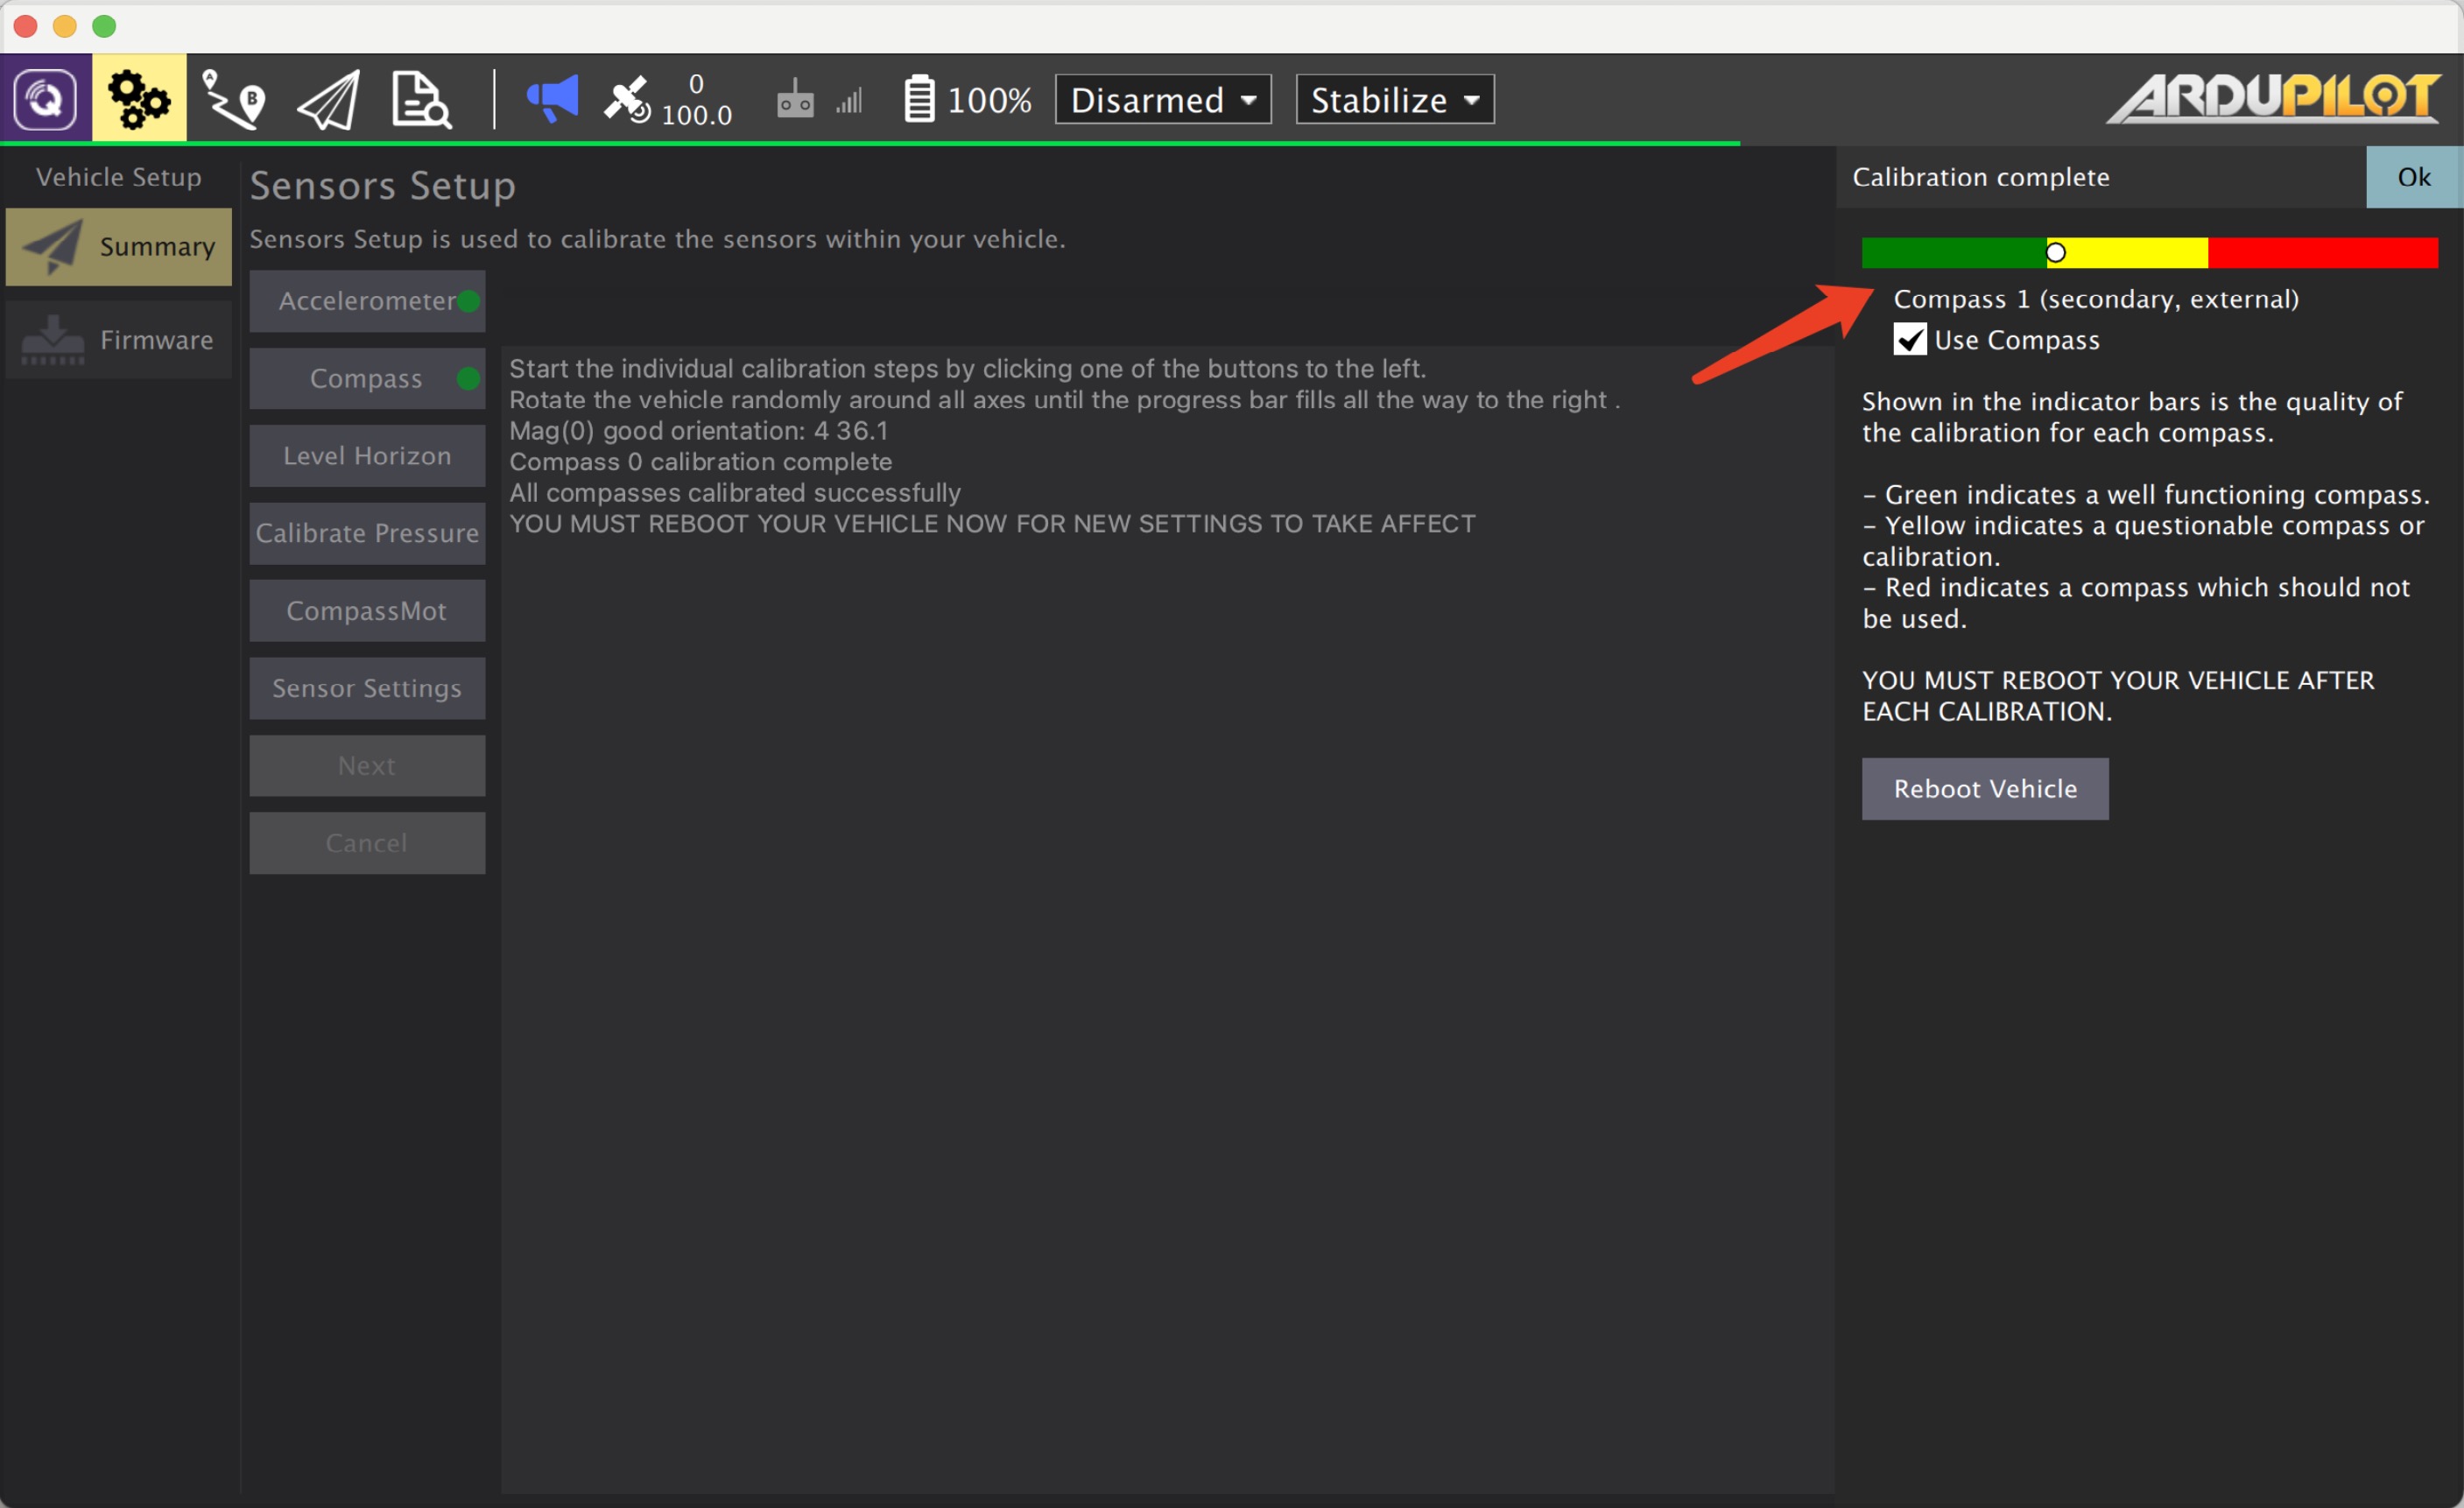 0
100.0
100%
Disarmed
Stabilize
ARDUPILOT
Vehicle Setup
Summary
Firmware
Sensors Setup
Sensors Setup is used to calibrate the sensors within your vehicle.
Accelerometer
Compass
Level Horizon
Calibrate Pressure
CompassMot
Sensor Settings
Next
Cancel
Start the individual calibration steps by clicking one of the buttons to the left.
Rotate the vehicle randomly around all axes until the progress bar fills all the way to the right .
Mag(0) good orientation: 4 36.1
Compass 0 calibration complete
All compasses calibrated successfully
YOU MUST REBOOT YOUR VEHICLE NOW FOR NEW SETTINGS TO TAKE AFFECT
Calibration complete
Ok
Compass 1 (secondary, external)
Use Compass
Shown in the indicator bars is the quality of
the calibration for each compass.
- Green indicates a well functioning compass.
- Yellow indicates a questionable compass or
calibration.
- Red indicates a compass which should not
be used.
YOU MUST REBOOT YOUR VEHICLE AFTER
EACH CALIBRATION.
Reboot Vehicle